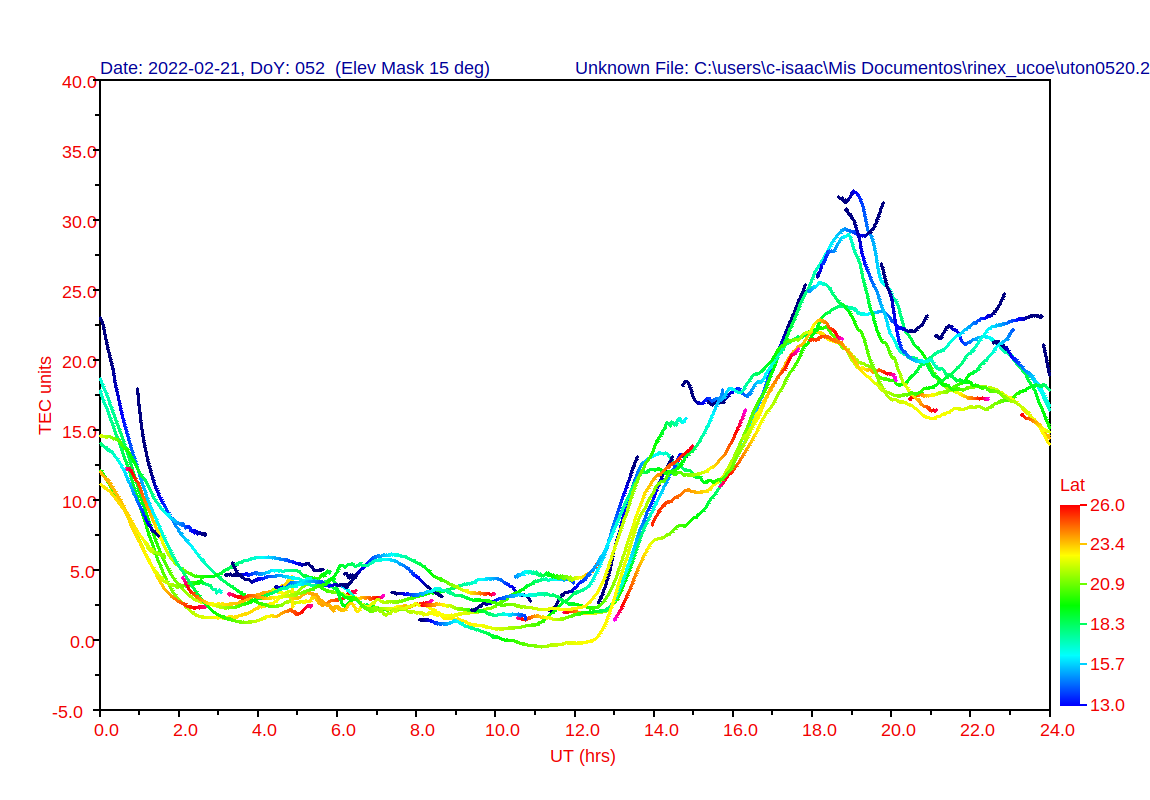 Date: 2022-02-21, DoY: 052  (Elev Mask 15 deg)
Unknown File: C:\users\c-isaac\Mis Documentos\rinex_ucoe\uton0520.2
40.0
35.0
30.0
25.0
20.0
15.0
10.0
5.0
0.0
-5.0
TEC units
0.0 2.0 4.0 6.0 8.0 10.0 12.0 14.0 16.0 18.0 20.0 22.0 24.0
UT (hrs)
Lat
26.0
23.4
20.9
18.3
15.7
13.0